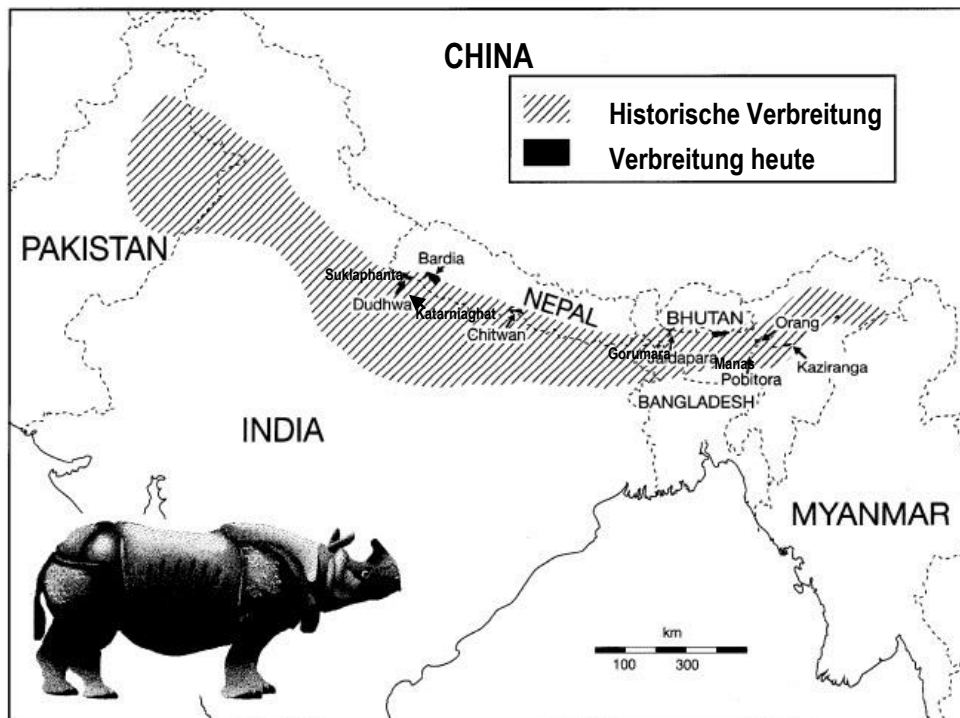 CHINA
Historische Verbreitung
Verbreitung heute
PAKISTAN
Suklaphanta
Bardia
Dudhwa
Katarniaghat
Chitwan
NEPAL
BHUTAN
Gorumara
Jaldapara
Manas
Orang
Pobitora
Kaziranga
BANGLADESH
INDIA
MYANMAR
km
100 300